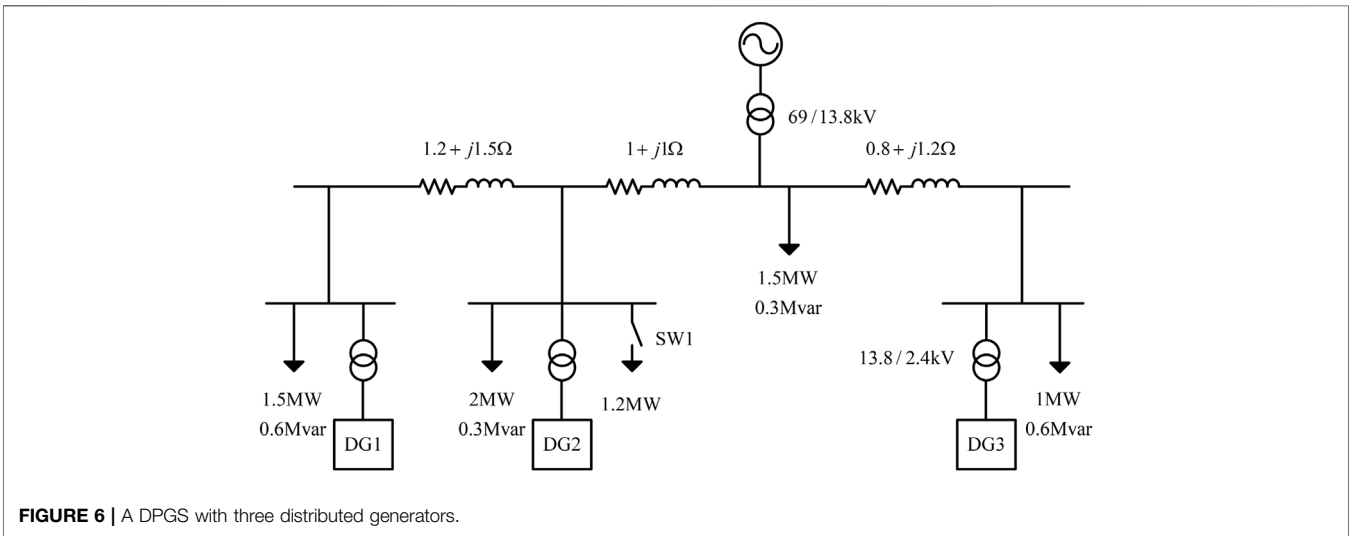 69/13.8kV
1.2+j1.5Ω
1+j1Ω
0.8+j1.2Ω
1.5MW
0.3Mvar
SW1
13.8/2.4kV
1.5MW
0.6Mvar
2MW
0.3Mvar
1.2MW
1MW
0.6Mvar
DG1
DG2
DG3
FIGURE 6 | A DPGS with three distributed generators.